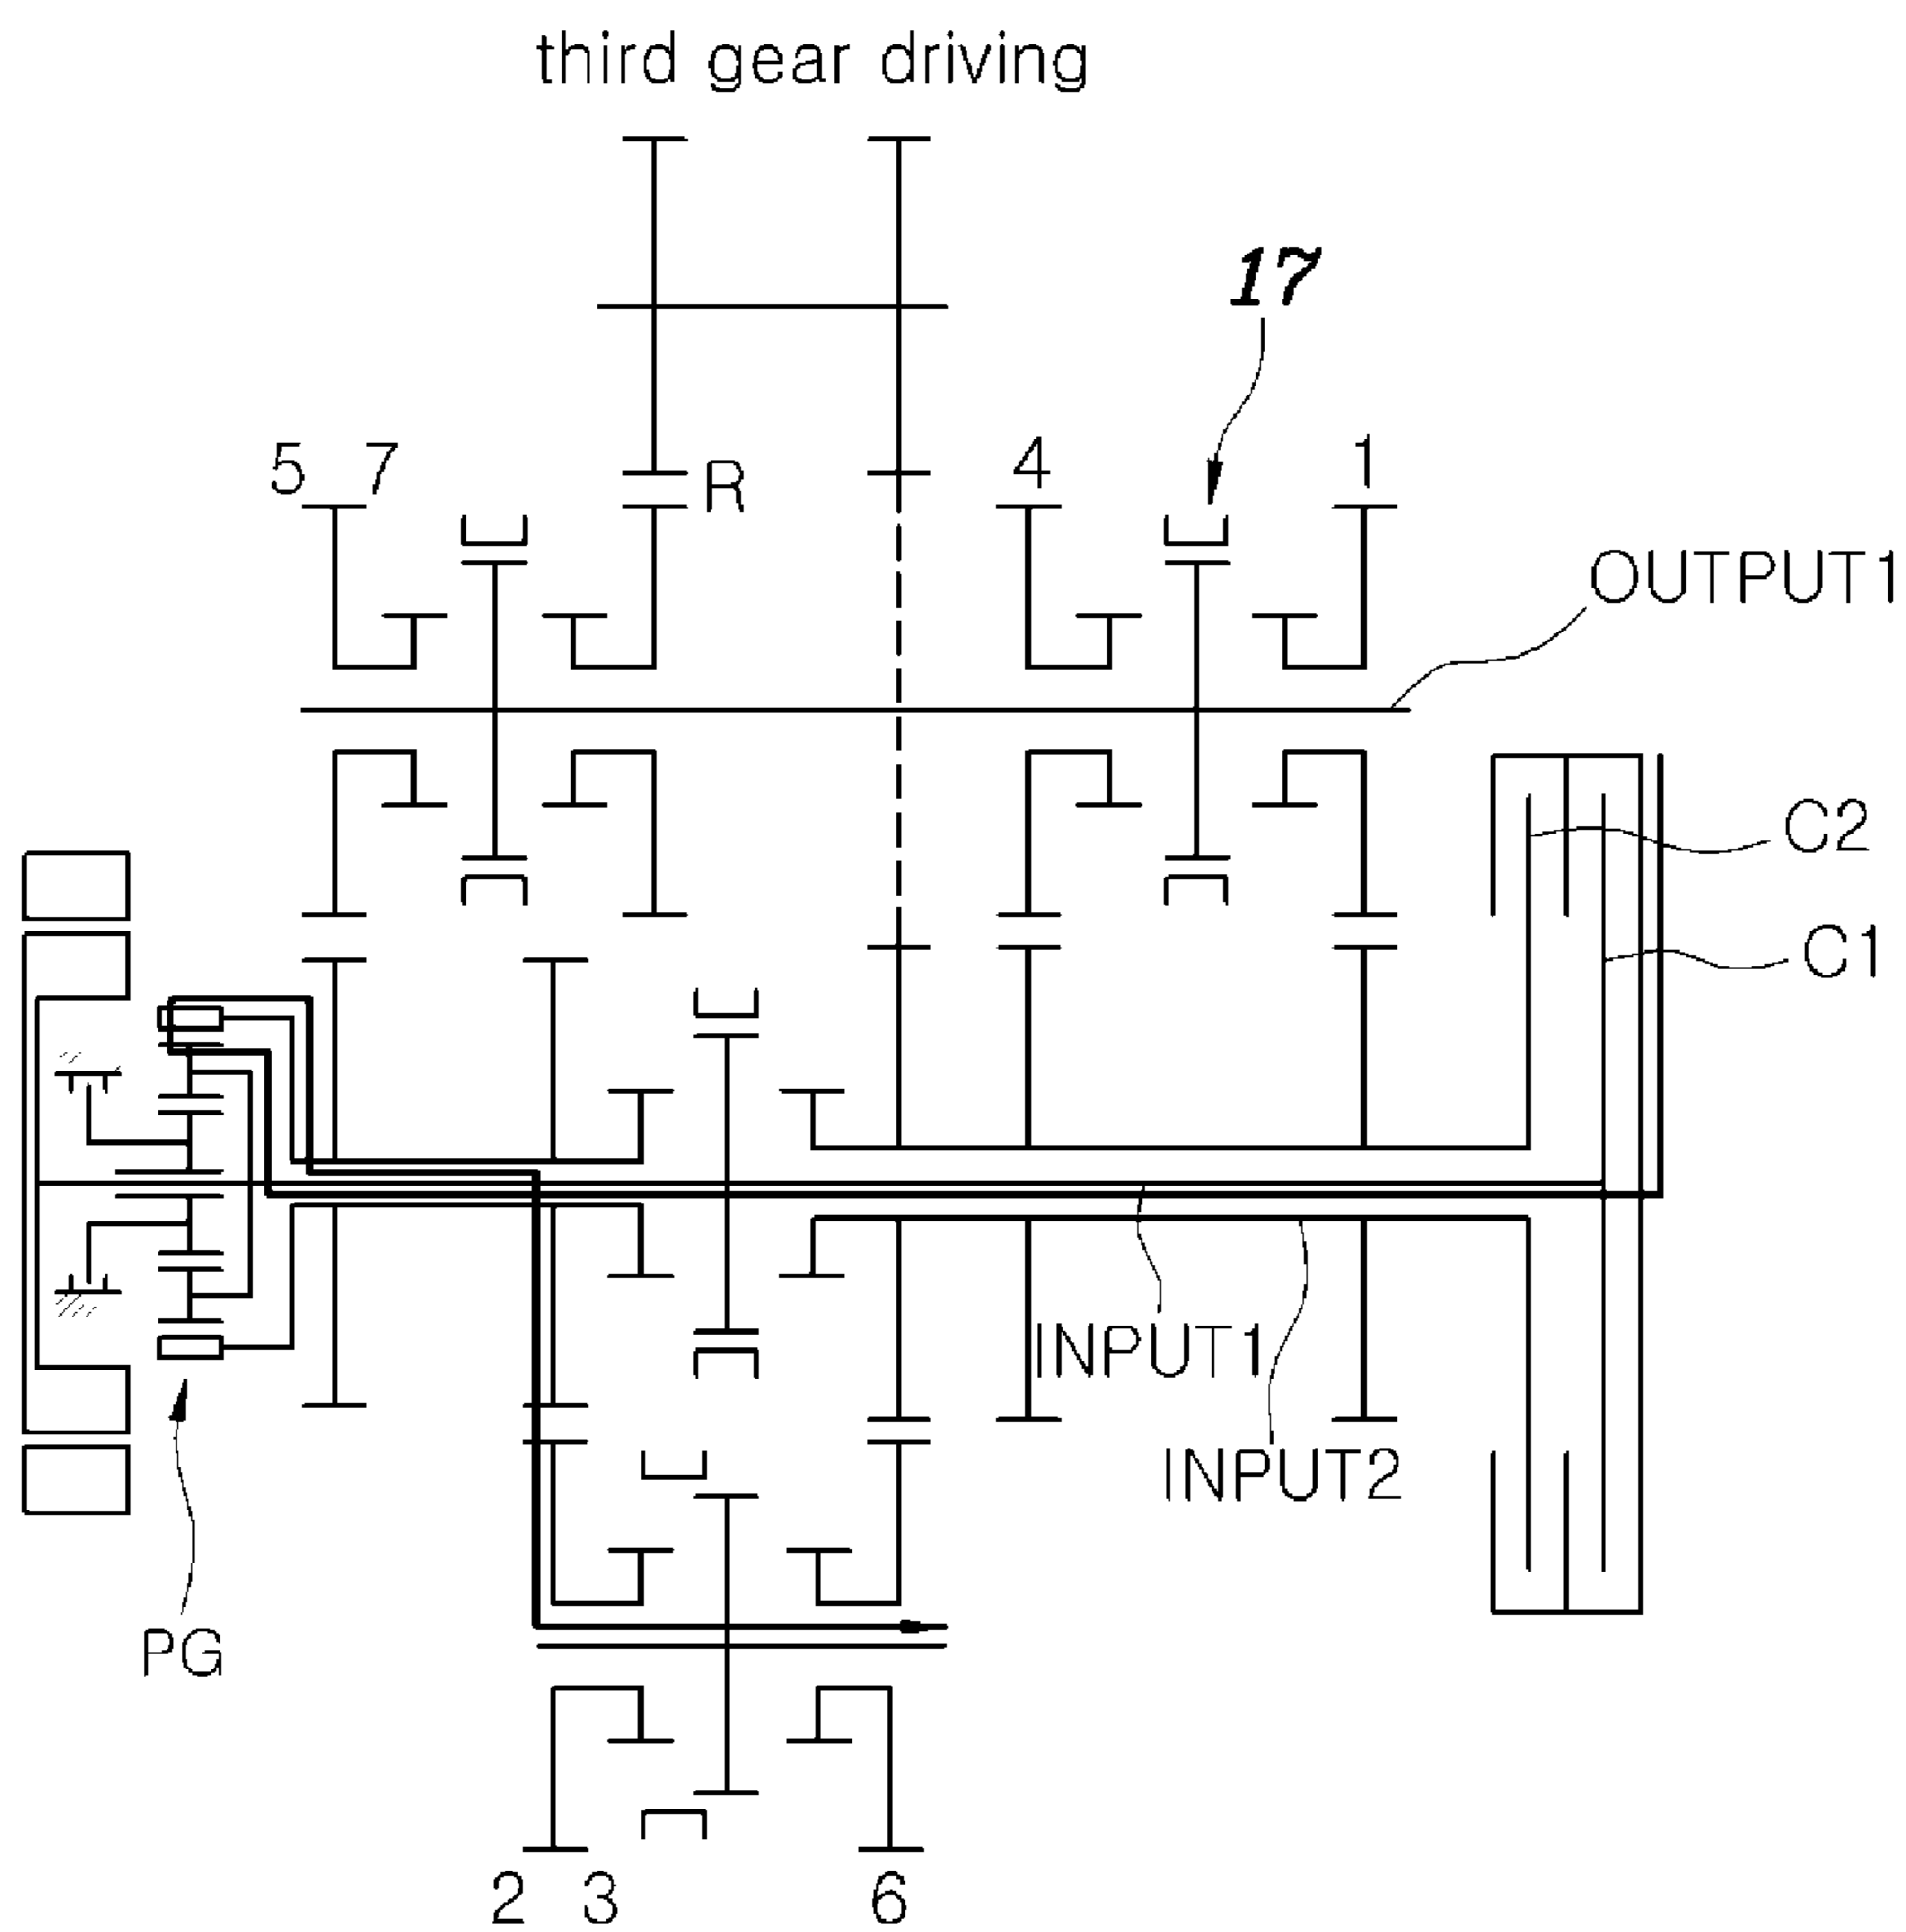 third gear driving
17
5 7
R
4
1
OUTPUT1
C2
C1
INPUT1
INPUT2
PG
2 3
6